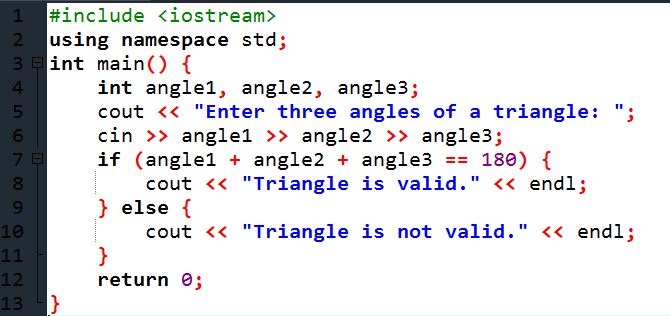 1 #include <iostream>
2 using namespace std;
3 int main() {
4 int angle1, angle2, angle3;
5 cout << "Enter three angles of a triangle: ";
6 cin >> angle1 >> angle2 >> angle3;
7 if (angle1 + angle2 + angle3 == 180) {
8 cout << "Triangle is valid." << endl;
9 } else {
10 cout << "Triangle is not valid." << endl;
11 }
12 return 0;
13 }